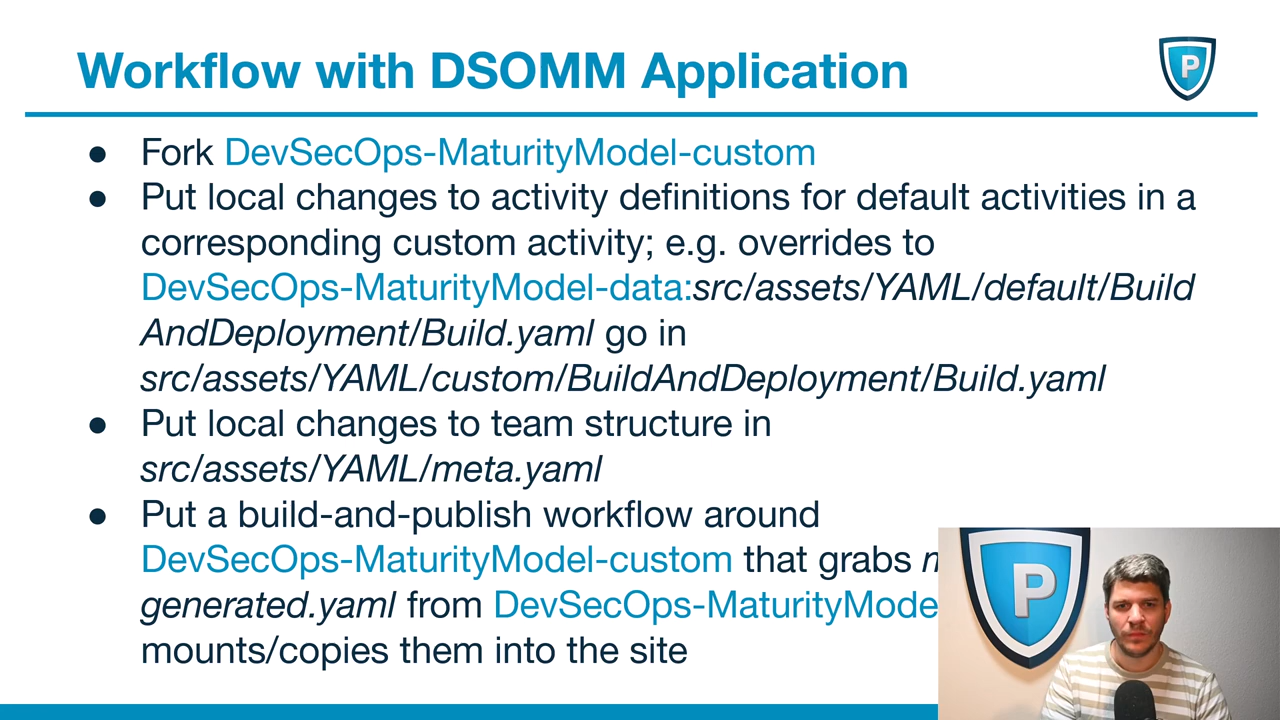 Workflow with DSOMM Application
P
● Fork DevSecOps-MaturityModel-custom
● Put local changes to activity definitions for default activities in a
corresponding custom activity; e.g. overrides to
DevSecOps-MaturityModel-data:src/assets/YAML/default/Build
AndDeployment/Build.yaml go in
src/assets/YAML/custom/BuildAndDeployment/Build.yaml
● Put local changes to team structure in
src/assets/YAML/meta.yaml
● Put a build-and-publish workflow around
DevSecOps-MaturityModel-custom that grabs
generated.yaml from
mounts/copies them into the site
P